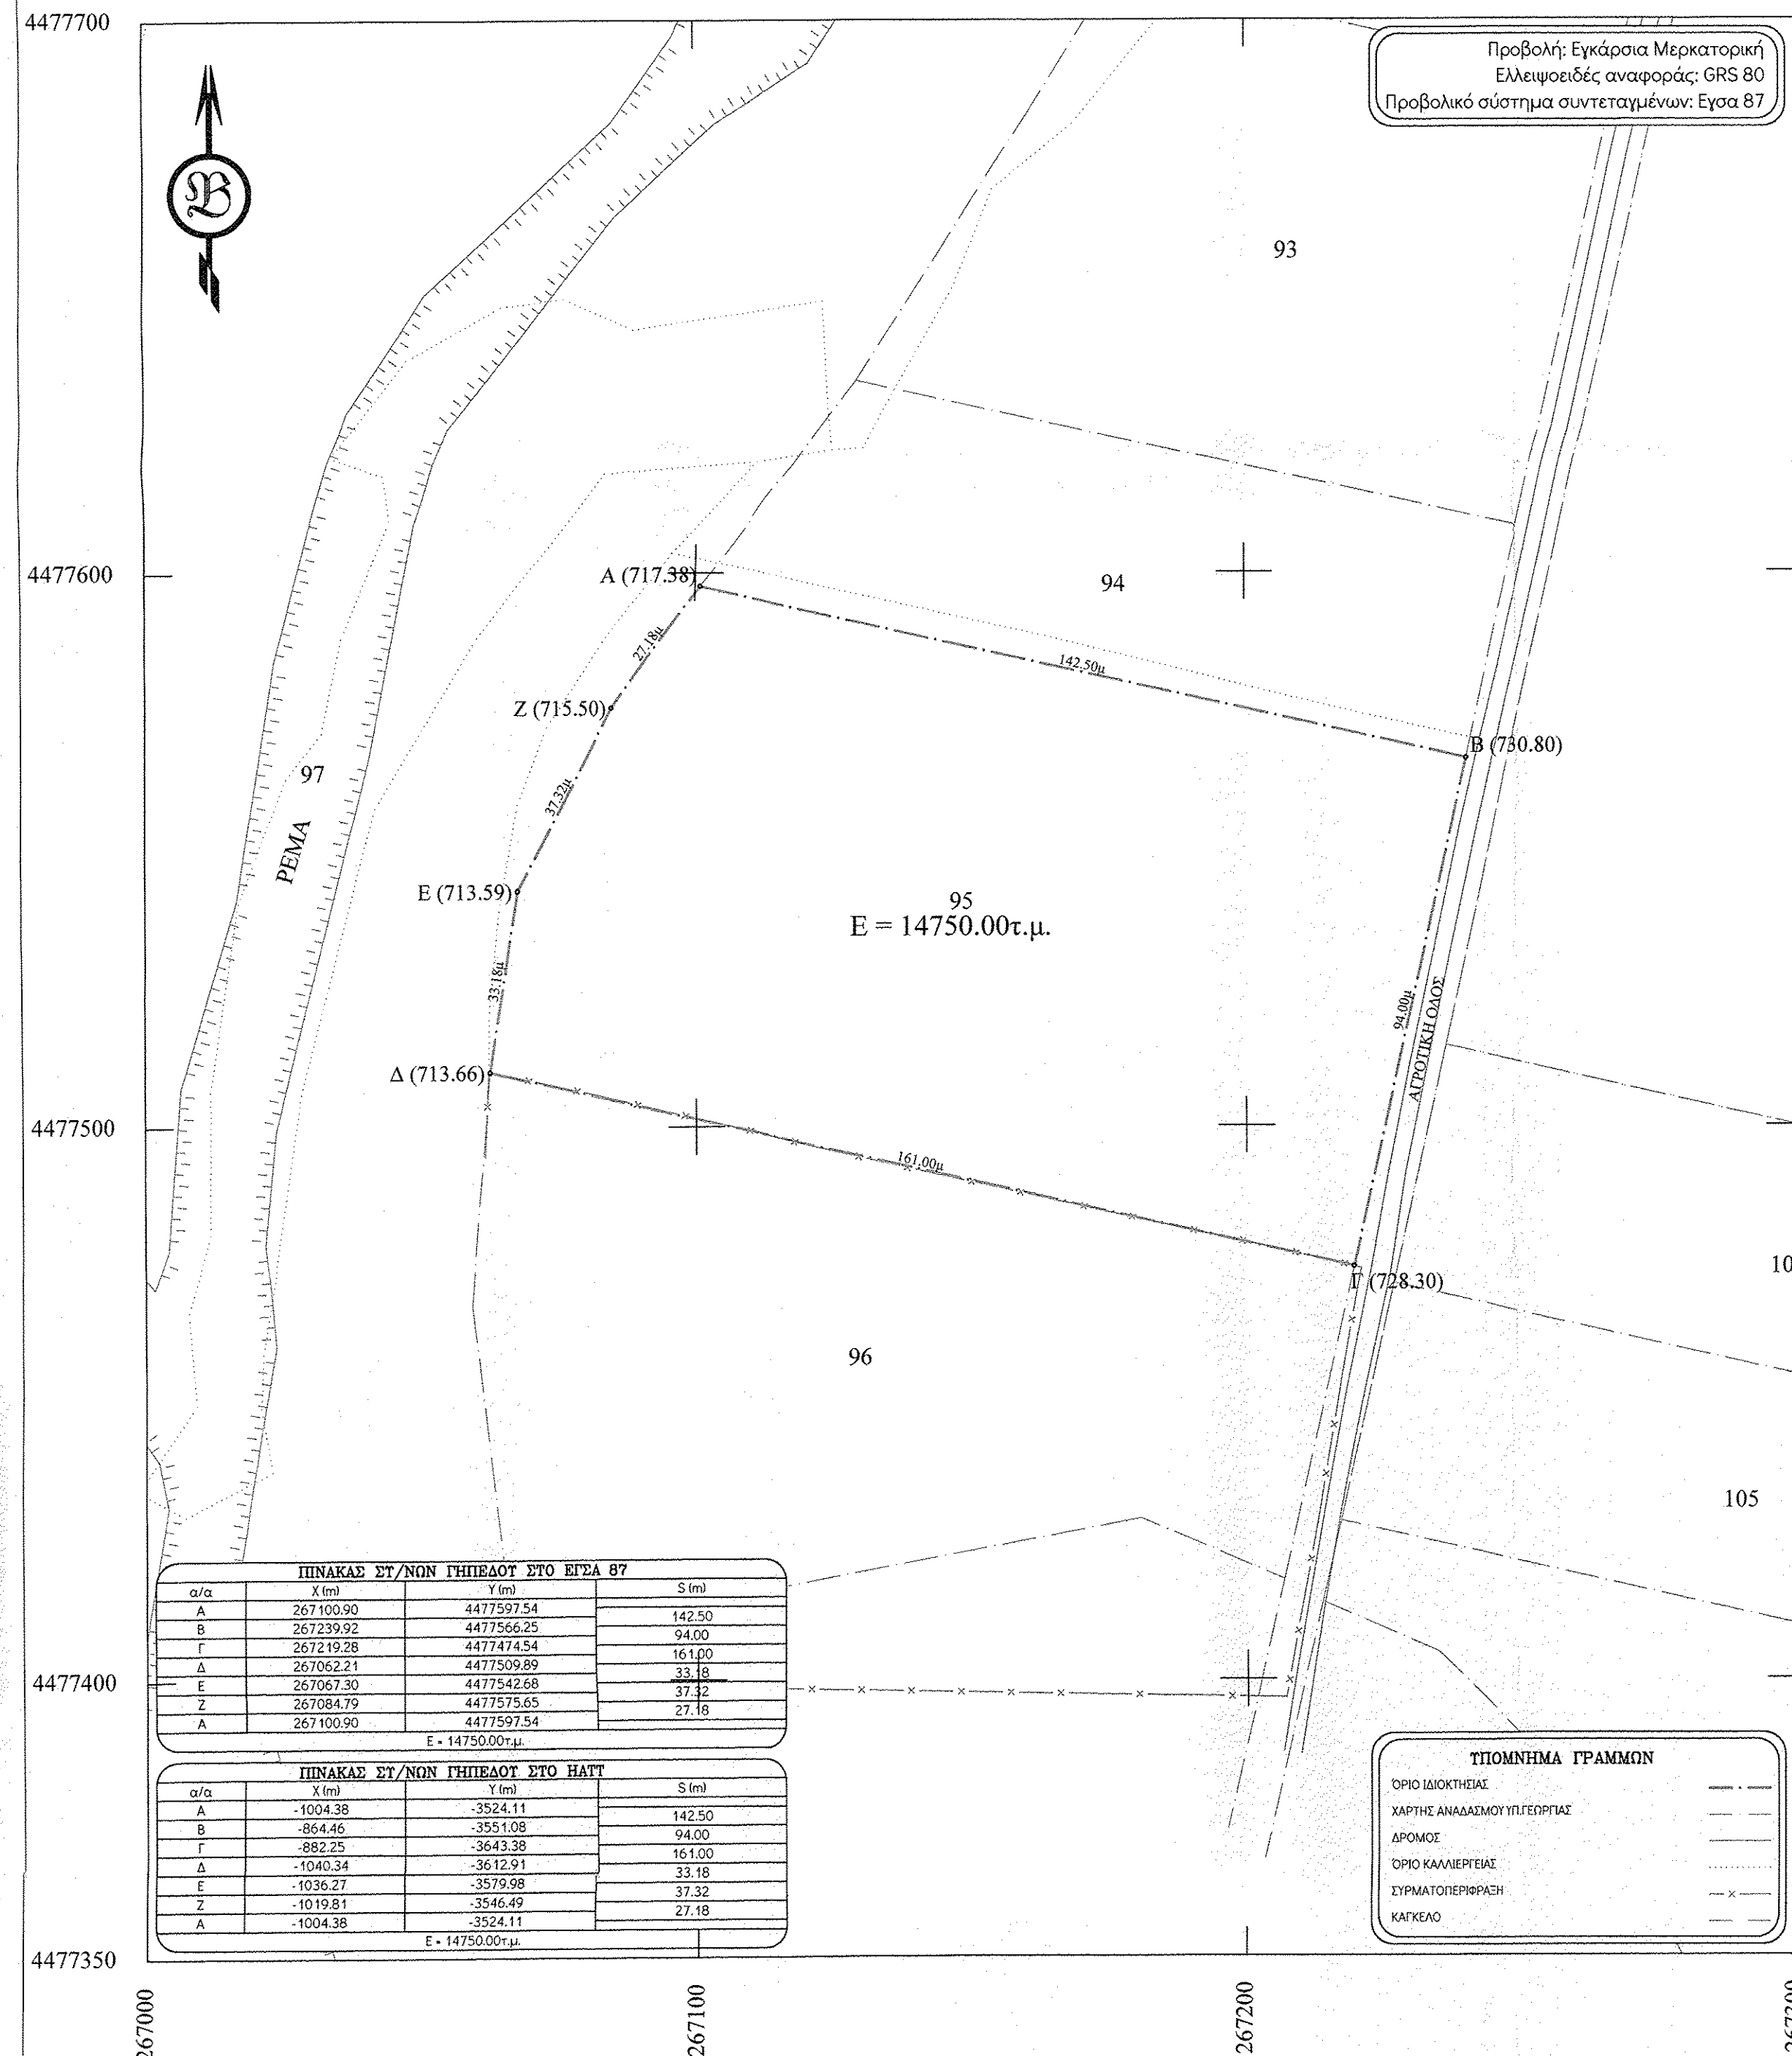 4477700
Προβολή: Εγκάρσια Μερκατορική
Ελλειψοειδές αναφοράς: GRS 80
Προβολικό σύστημα συντεταγμένων: Εγσα 87
Β
93
4477600
Α (717.38)
94
27.18μ
142.50μ
Ζ (715.50)
Β (730.80)
97
37.32μ
ΡΕΜΑ
Ε (713.59)
95
Ε = 14750.00τ.μ.
33.18μ
94.00μ
ΑΓΡΟΤΙΚΗ ΟΔΟΣ
Δ (713.66)
4477500
161.00μ
10
Γ (728.30)
96
105
ΠΙΝΑΚΑΣ ΣΥ/ΝΩΝ ΓΗΠΕΔΟΥ ΣΤΟ ΕΓΣΑ 87
α/α X (m) Y (m) S (m)
Α 267100.90 4477597.54
142.50
Β 267239.92 4477566.25
94.00
Γ 267219.28 4477474.54
161.00
Δ 267062.21 4477509.89
33.18
Ε 267067.30 4477542.68
37.32
Ζ 267084.79 4477575.65
27.18
Α 267100.90 4477597.54
Ε = 14750.00τ.μ.
4477400
ΠΙΝΑΚΑΣ ΣΥ/ΝΩΝ ΓΗΠΕΔΟΥ ΣΤΟ HATT
α/α X (m) Y (m) S (m)
Α -1004.38 -3524.11
142.50
Β -864.46 -3551.08
94.00
Γ -882.25 -3643.38
161.00
Δ -1040.34 -3612.91
33.18
Ε -1036.27 -3579.98
37.32
Ζ -1019.81 -3546.49
27.18
Α -1004.38 -3524.11
Ε = 14750.00τ.μ.
ΥΠΟΜΝΗΜΑ ΓΡΑΜΜΩΝ
ΌΡΙΟ ΙΔΙΟΚΤΗΣΙΑΣ
ΧΑΡΤΗΣ ΑΝΑΔΑΣΜΟΥ ΥΠ.ΓΕΩΡΓΙΑΣ
ΔΡΟΜΟΣ
ΌΡΙΟ ΚΑΛΛΙΕΡΓΕΙΑΣ
ΣΥΡΜΑΤΟΠΕΡΙΦΡΑΞΗ
ΚΑΓΚΕΛΟ
4477350
267000
267100
267200